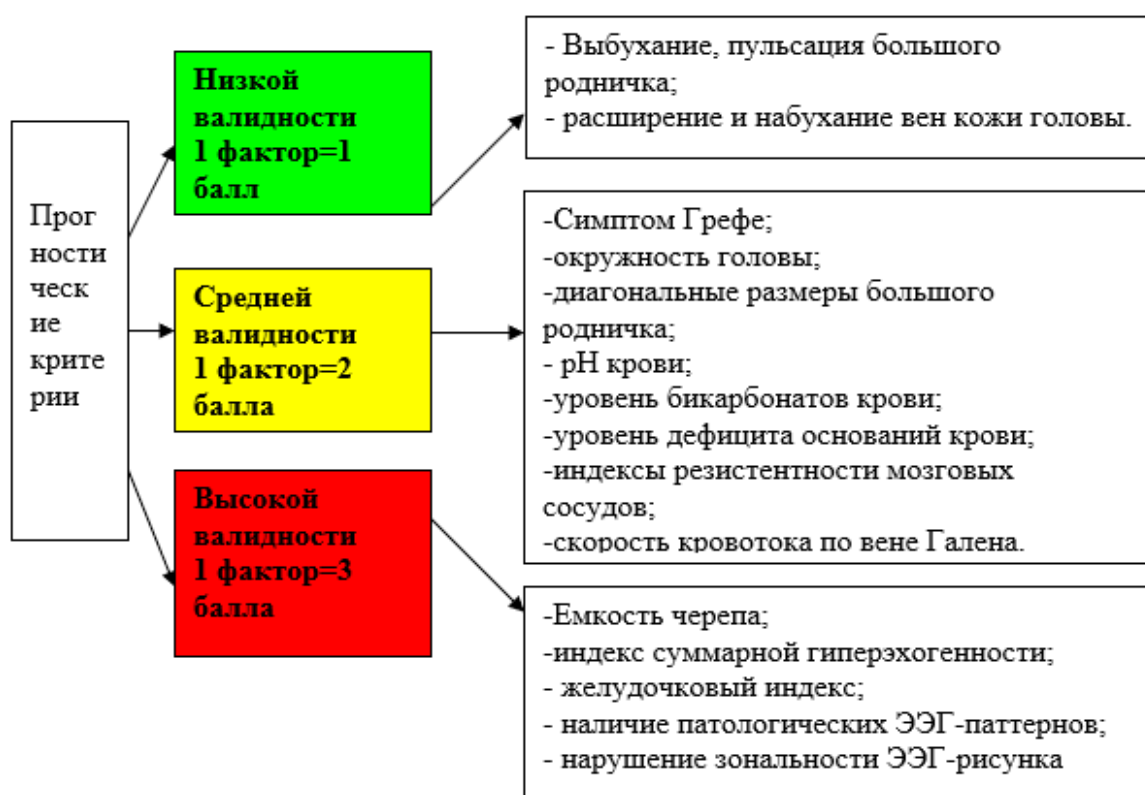 Прог
ности
ческ
ие
крите
рии
Низкой
валидности
1 фактор=1
балл
- Выбухание, пульсация большого
родничка;
- расширение и набухание вен кожи головы.
Средней
валидности
1 фактор=2
балла
-Симптом Грефе;
-окружность головы;
-диагональные размеры большого
родничка;
- рН крови;
-уровень бикарбонатов крови;
-уровень дефицита оснований крови;
-индексы резистентности мозговых
сосудов;
-скорость кровотока по вене Галена.
Высокой
валидности
1 фактор=3
балла
-Емкость черепа;
-индекс суммарной гиперэхогенности;
- желудочковый индекс;
- наличие патологических ЭЭГ-паттернов;
- нарушение зональности ЭЭГ-рисунка